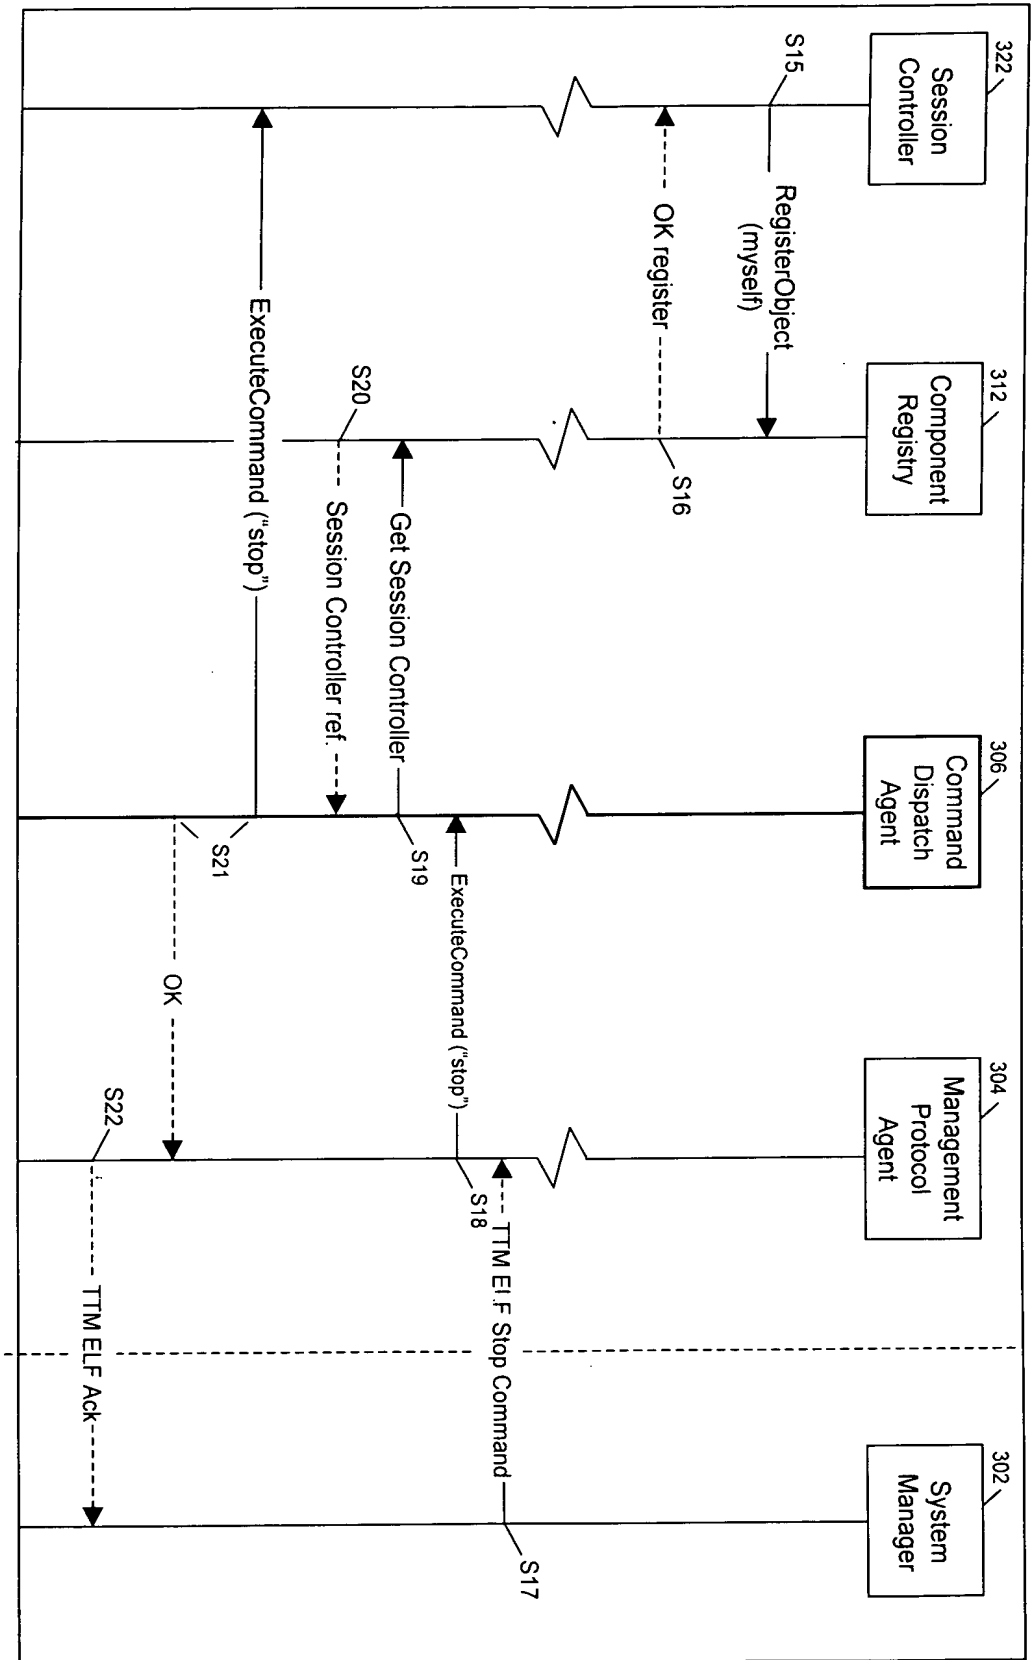 322
Session
Controller
312
Component
Registry
306
Command
Dispatch
Agent
304
Management
Protocol
Agent
302
System
Manager
S15
RegisterObject
(myself)
OK register
S16
TTM ELF Stop Command
S17
ExecuteCommand ("stop")
S18
Get Session Controller
S19
S20
Session Controller ref.
ExecuteCommand ("stop")
S21
OK
S22
TTM ELF Ack